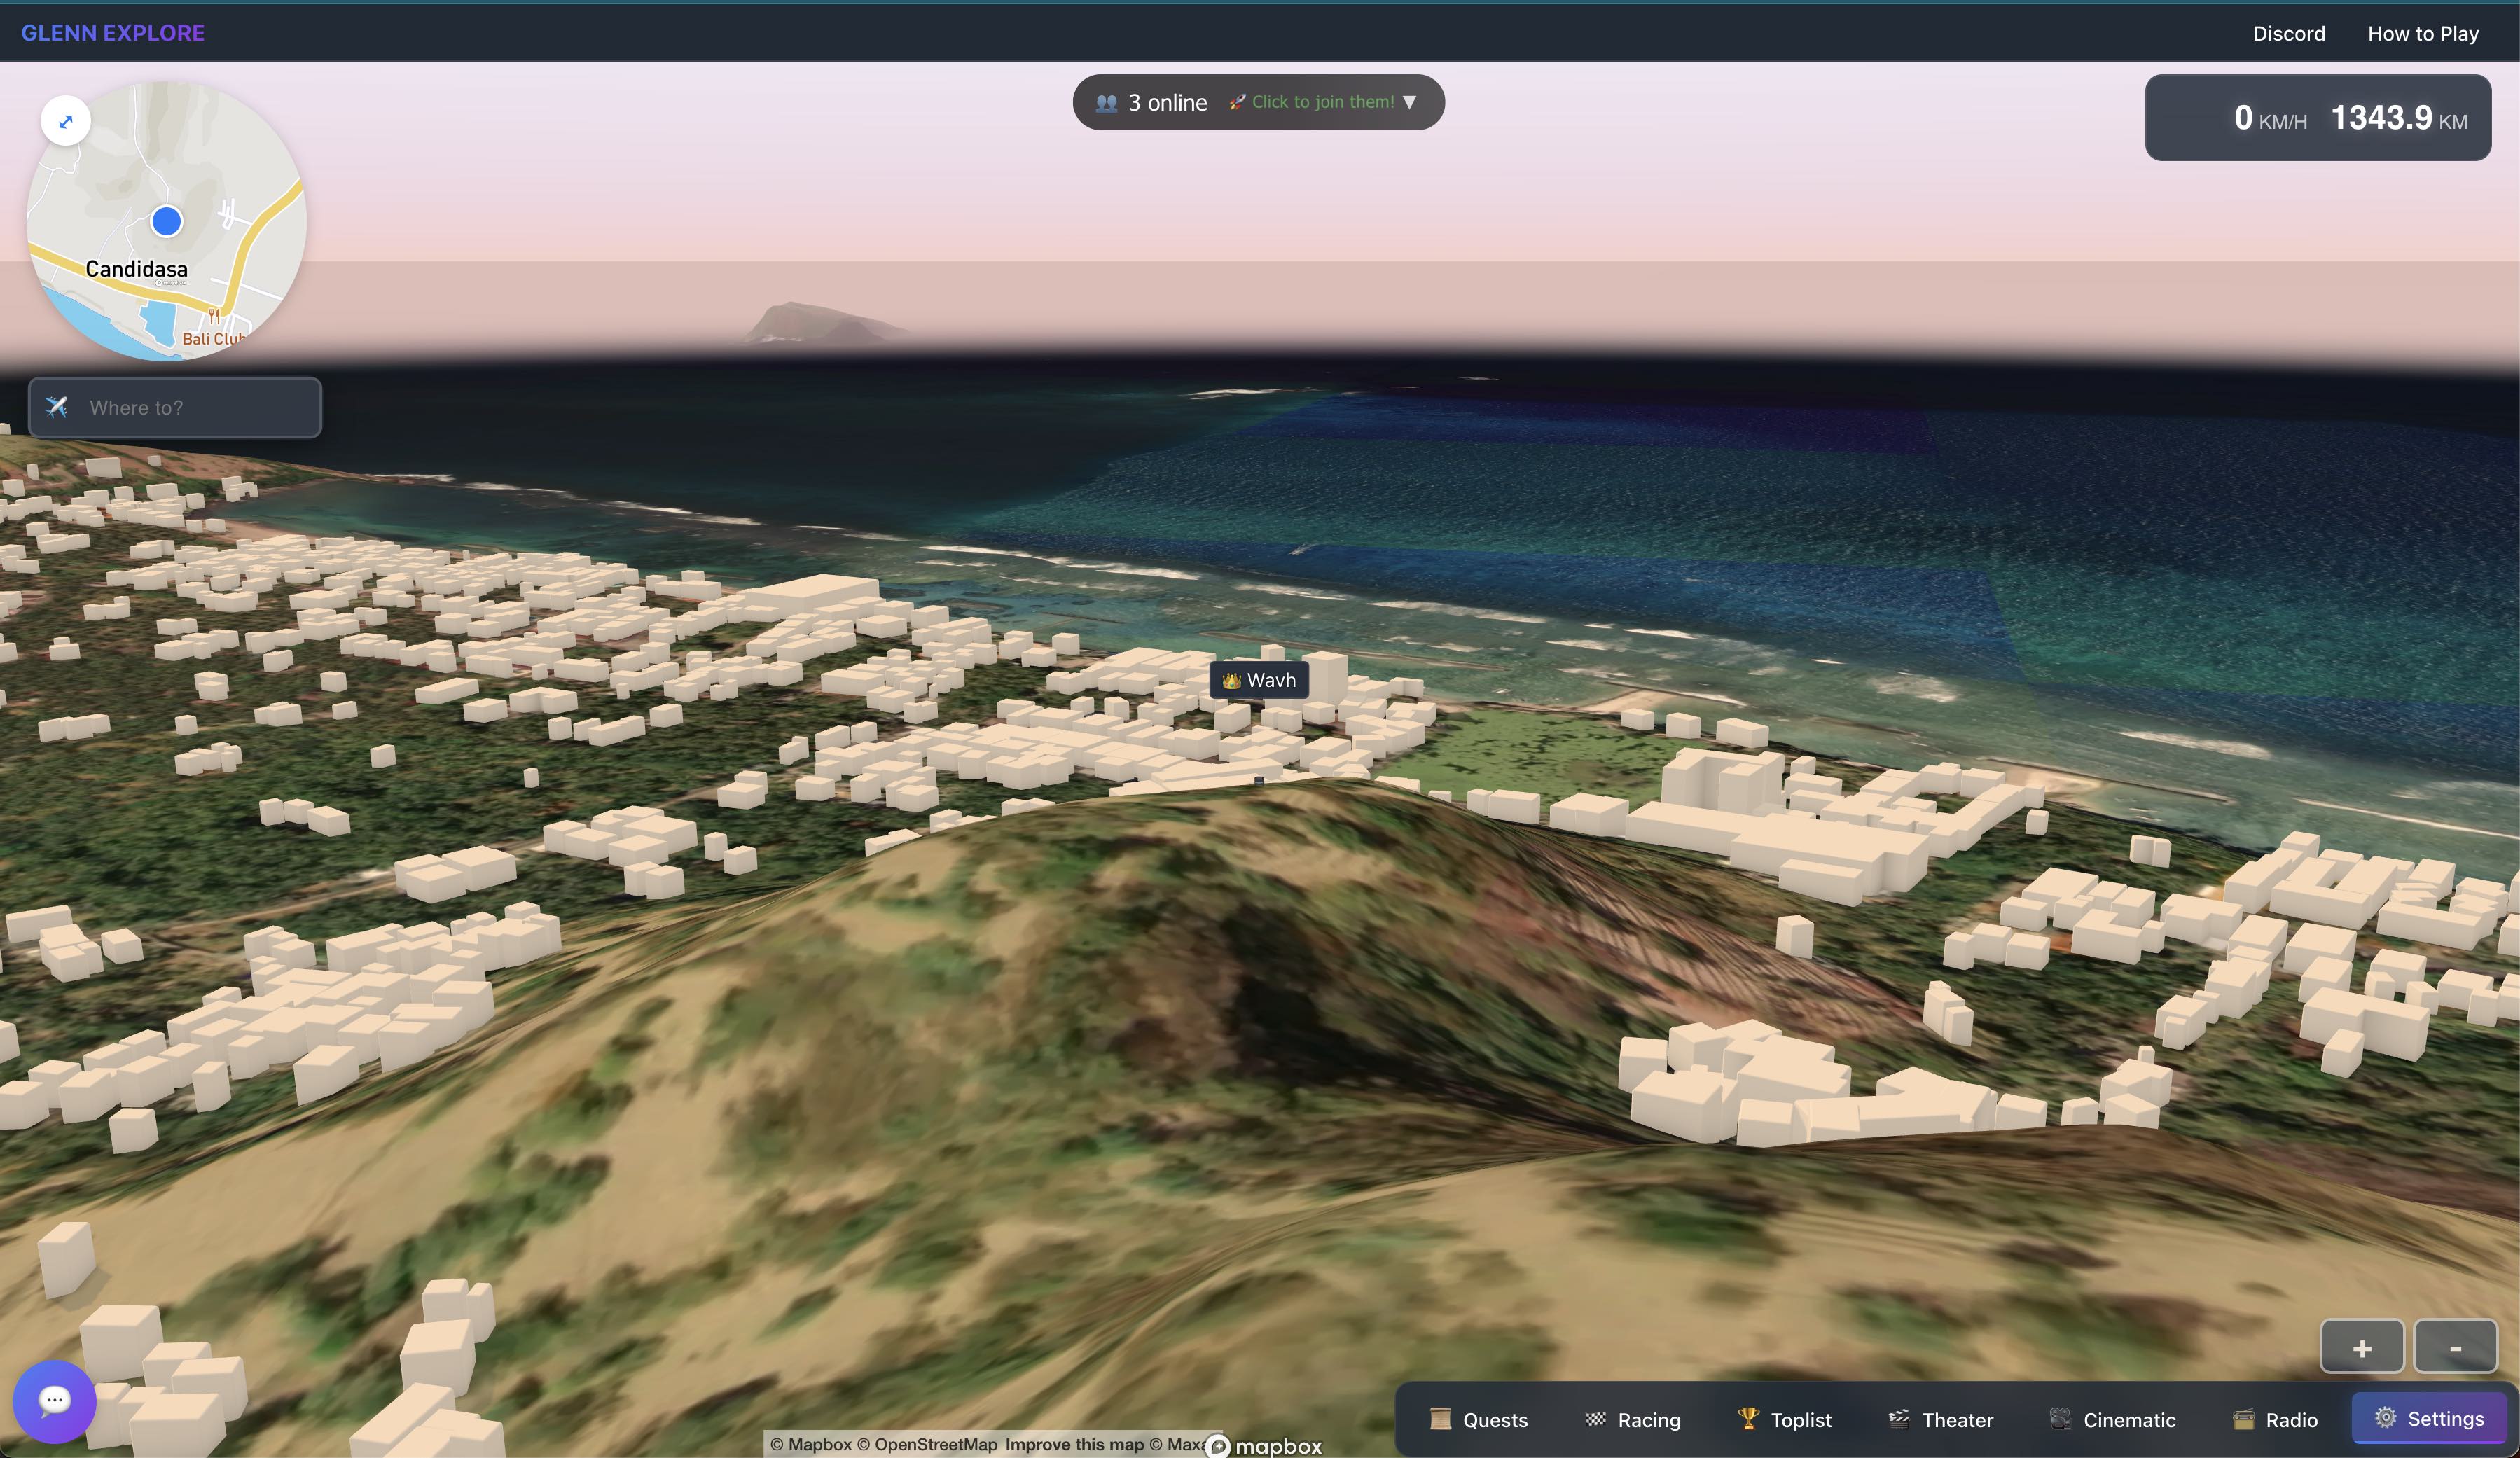 GLENN EXPLORE
Discord
How to Play
3 online
Click to join them! ▼
0 KM/H 1343.9 KM
Candidasa
Bali Club
Where to?
Wavh
+
-
Quests
Racing
Toplist
Theater
Cinematic
Radio
Settings
© Mapbox © OpenStreetMap Improve this map © Maxar
mapbox